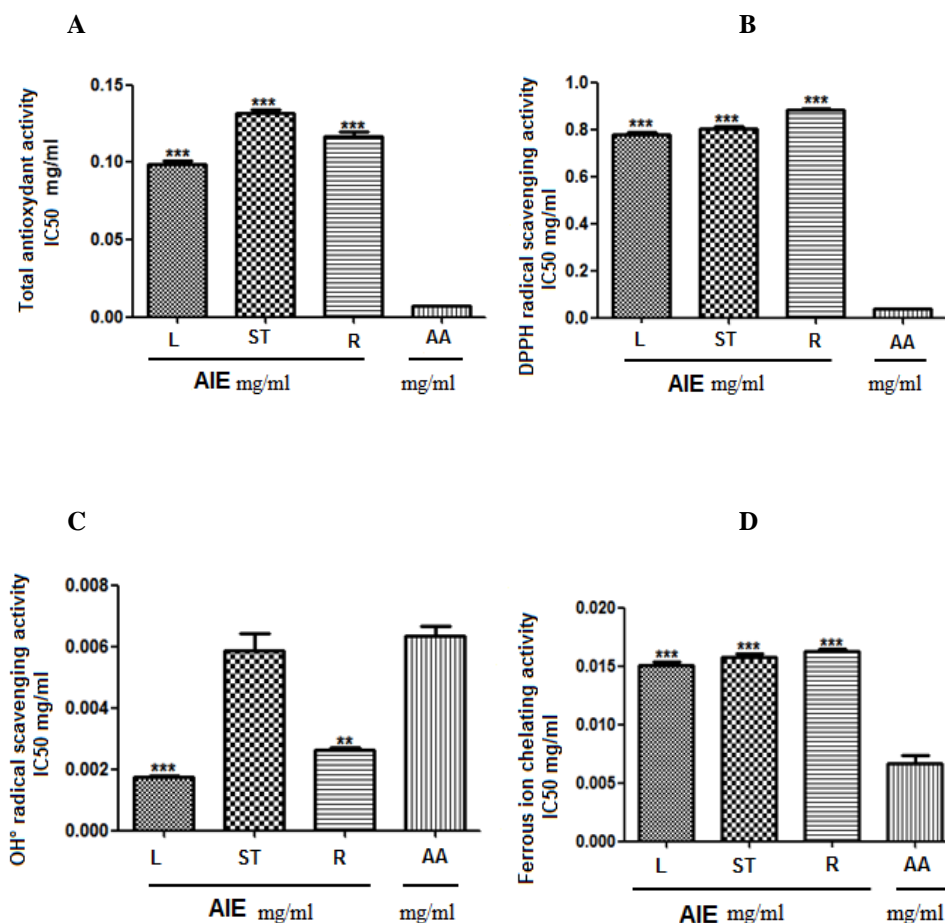 A
Total antioxydant activity
IC50 mg/ml
0.15
0.10
0.05
0.00
***
***
***
L ST R AA
AIE mg/ml
mg/ml
B
DPPH radical scavenging activity
IC50 mg/ml
1.0
0.8
0.6
0.4
0.2
0.0
***
***
***
L ST R AA
AIE mg/ml
mg/ml
C
OH° radical scavenging activity
IC50 mg/ml
0.008
0.006
0.004
0.002
0.000
***
**
L ST R AA
AIE mg/ml
mg/ml
D
Ferrous ion chelating activity
IC50 mg/ml
0.020
0.015
0.010
0.005
0.000
***
***
***
L ST R AA
AIE mg/ml
mg/ml